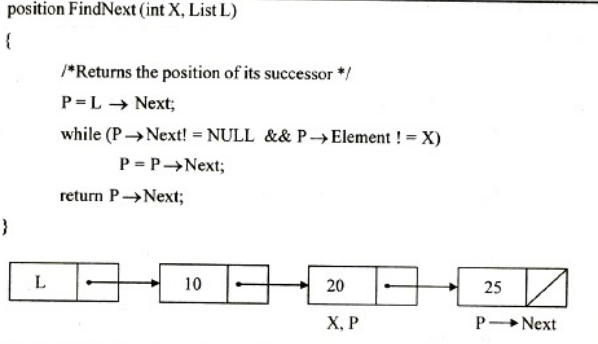 position FindNext (int X, List L)
{
/*Returns the position of its successor */
P = L → Next;
while (P → Next! = NULL && P → Element ! = X)
P = P → Next;
return P → Next;
}
L 10 20 25
X, P P → Next